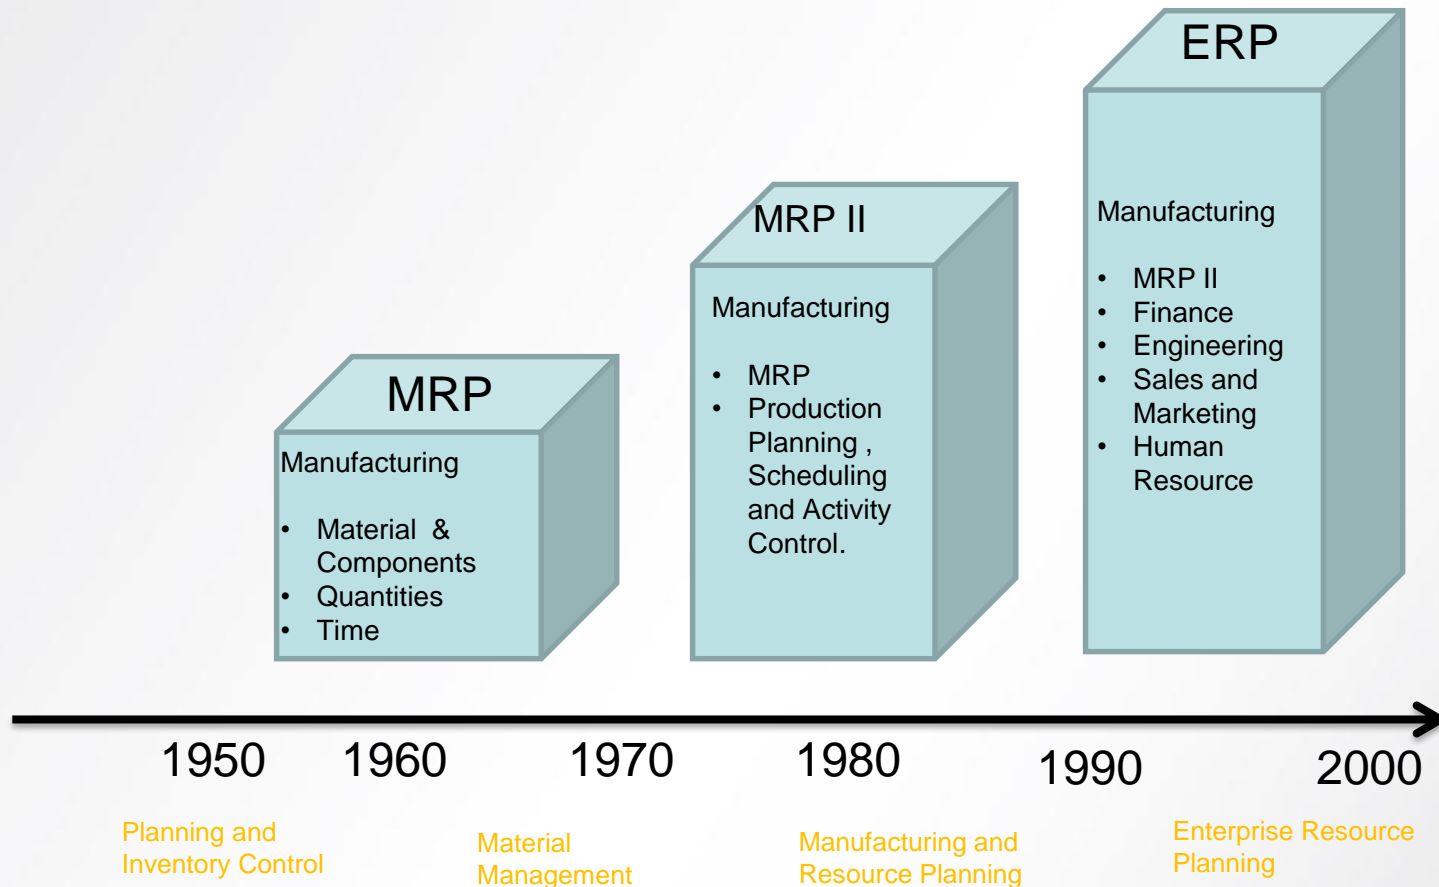 ERP
MRP II
MRP
Manufacturing
• Material & 
Components
• Quantities
• Time
Manufacturing
• MRP
• Production
Planning ,
Scheduling
and Activity
Control.
Manufacturing
• MRP II
• Finance
• Engineering
• Sales and
Marketing
• Human
Resource
1950 1960 1970 1980 1990 2000
Planning and
Inventory Control
Material
Management
Manufacturing and
Resource Planning
Enterprise Resource
Planning